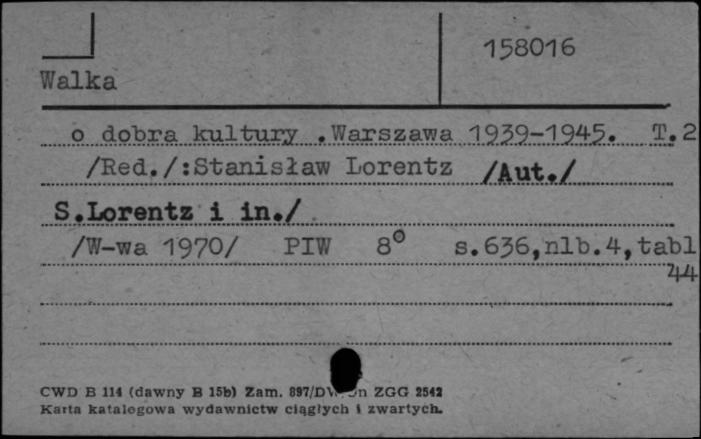 158016
Walka
o dobra kultury .Warszawa 1939-1945. T.2
/Red./:Stanisław Lorentz /Aut./
S.Lorentz i in./
/W-wa 1970/ PIW 8° s.636,nlb.4,tabl
44
CWD B 114 (dawny B 15b) Zam. 897/DW ZGG 2542
Karta katalogowa wydawnictw ciągłych i zwartych.